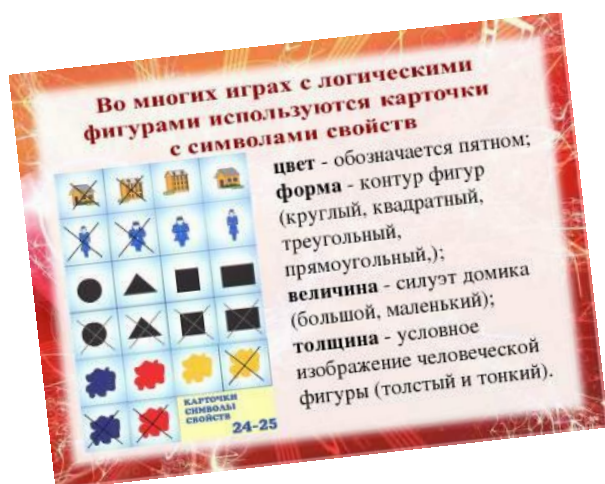 Во многих играх с логическими
фигурами используются карточки
с символами свойств
цвет - обозначается пятном;
форма - контур фигур
(круглый, квадратный,
треугольный,
прямоугольный,);
величина - силуэт домика
(большой, маленький);
толщина - условное
изображение человеческой
фигуры (толстый и тонкий).
КАРТОЧКИ
СИМВОЛЫ
СВОЙСТВ
24-25